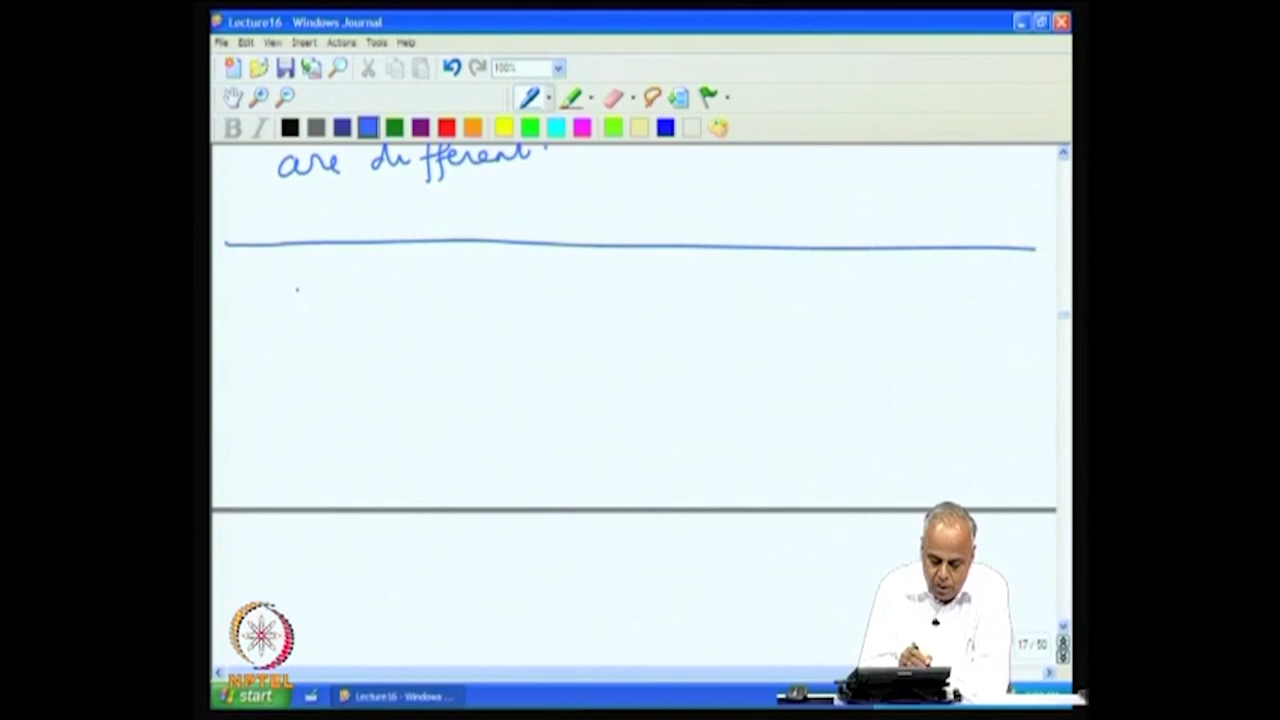 Lecture16 - Windows Journal
File Edit View Insert Actions Tools Help
100%
B I
are different.
17 / 50
NPTEL
start
Lecture16 - Windows ...